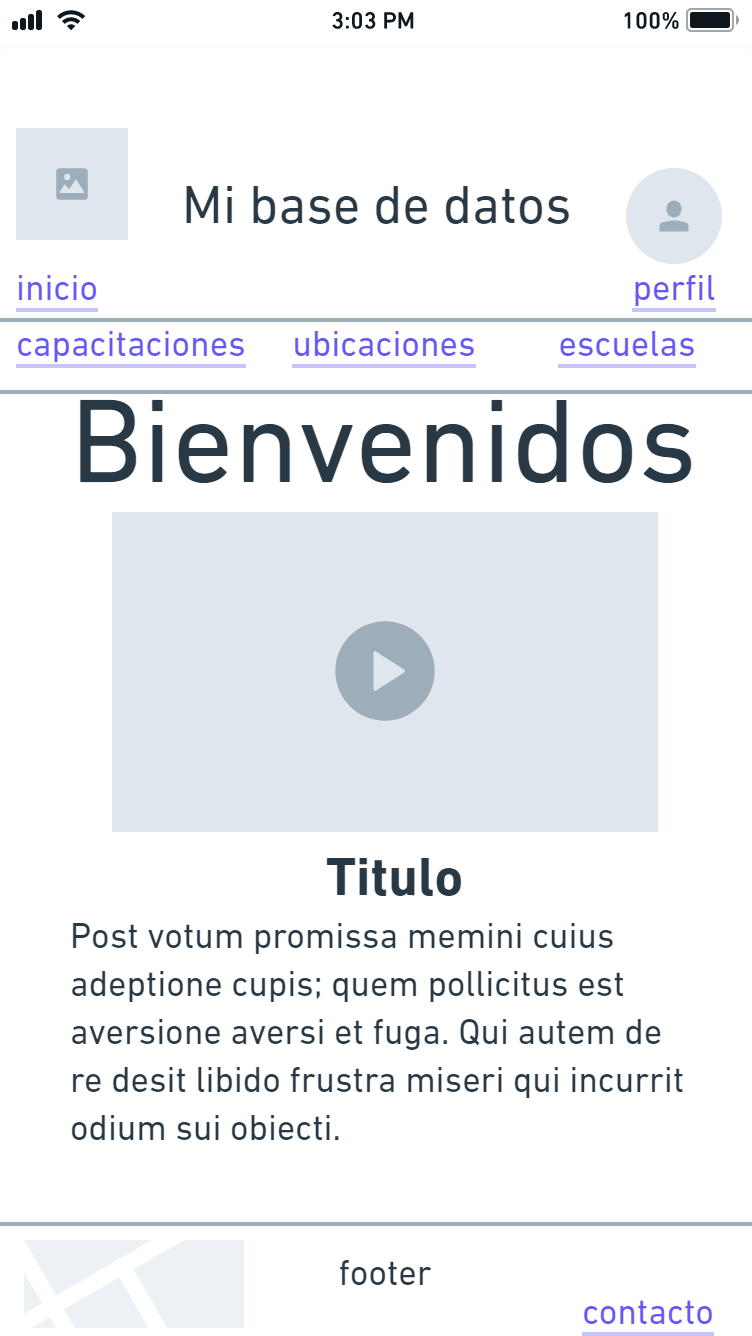 3:03 PM 100%
Mi base de datos
inicio perfil
capacitaciones ubicaciones escuelas
Bienvenidos
Titulo
Post votum promissa memini cuius
adeptione cupis; quem pollicitus est
aversione aversi et fuga. Qui autem de
re desit libido frustra miseri qui incurrit
odium sui obiecti.
footer
contacto